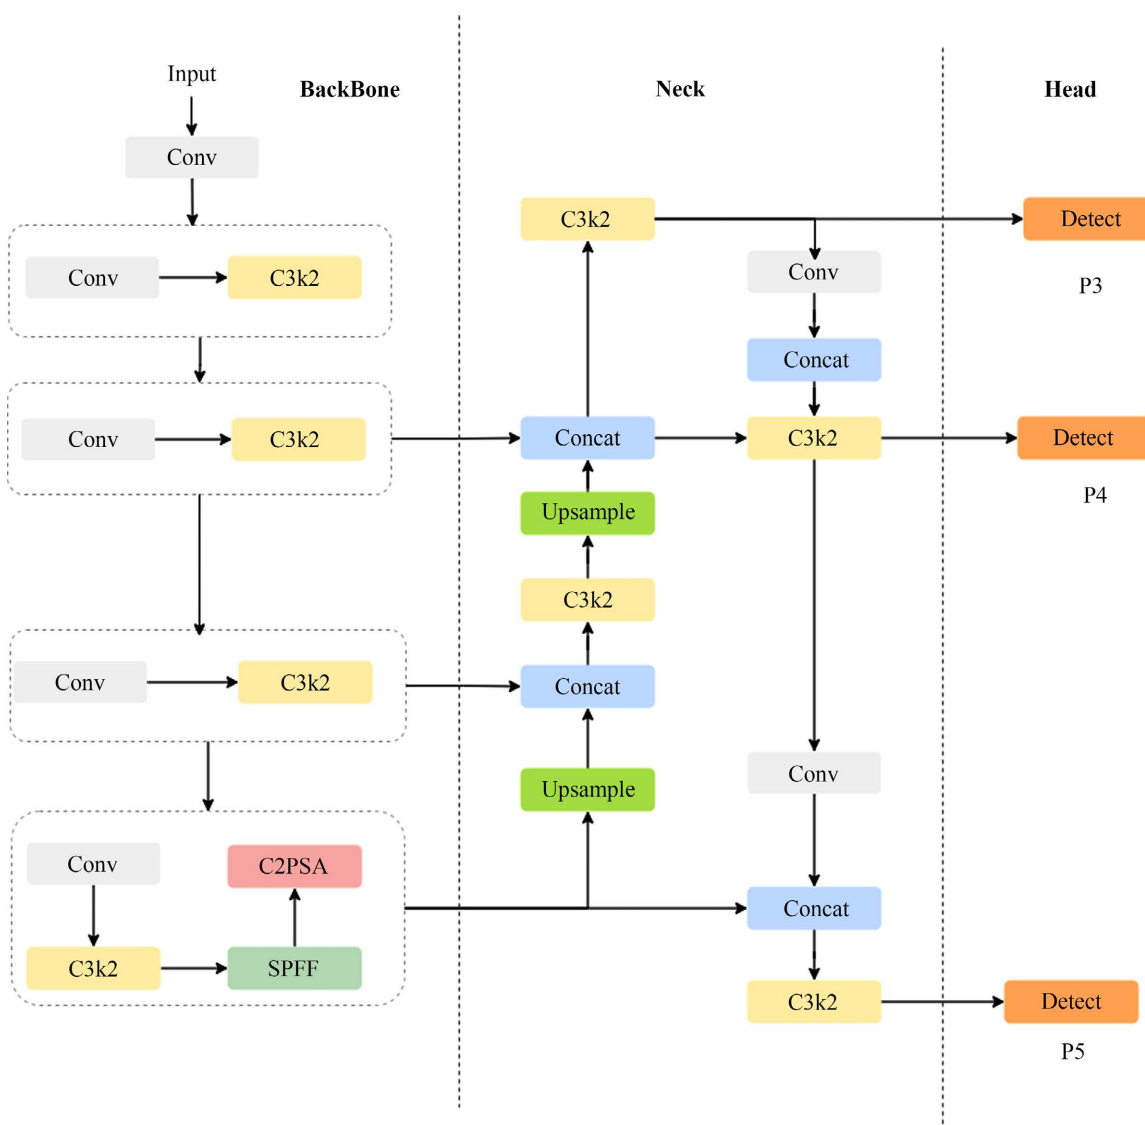 Input
BackBone
Neck
Head
Conv
Conv
C3k2
Conv
C3k2
Conv
C3k2
Conv
C2PSA
C3k2
SPFF
C3k2
Concat
Upsample
C3k2
Concat
Upsample
Conv
Concat
C3k2
Conv
Concat
C3k2
Detect
P3
Detect
P4
Detect
P5